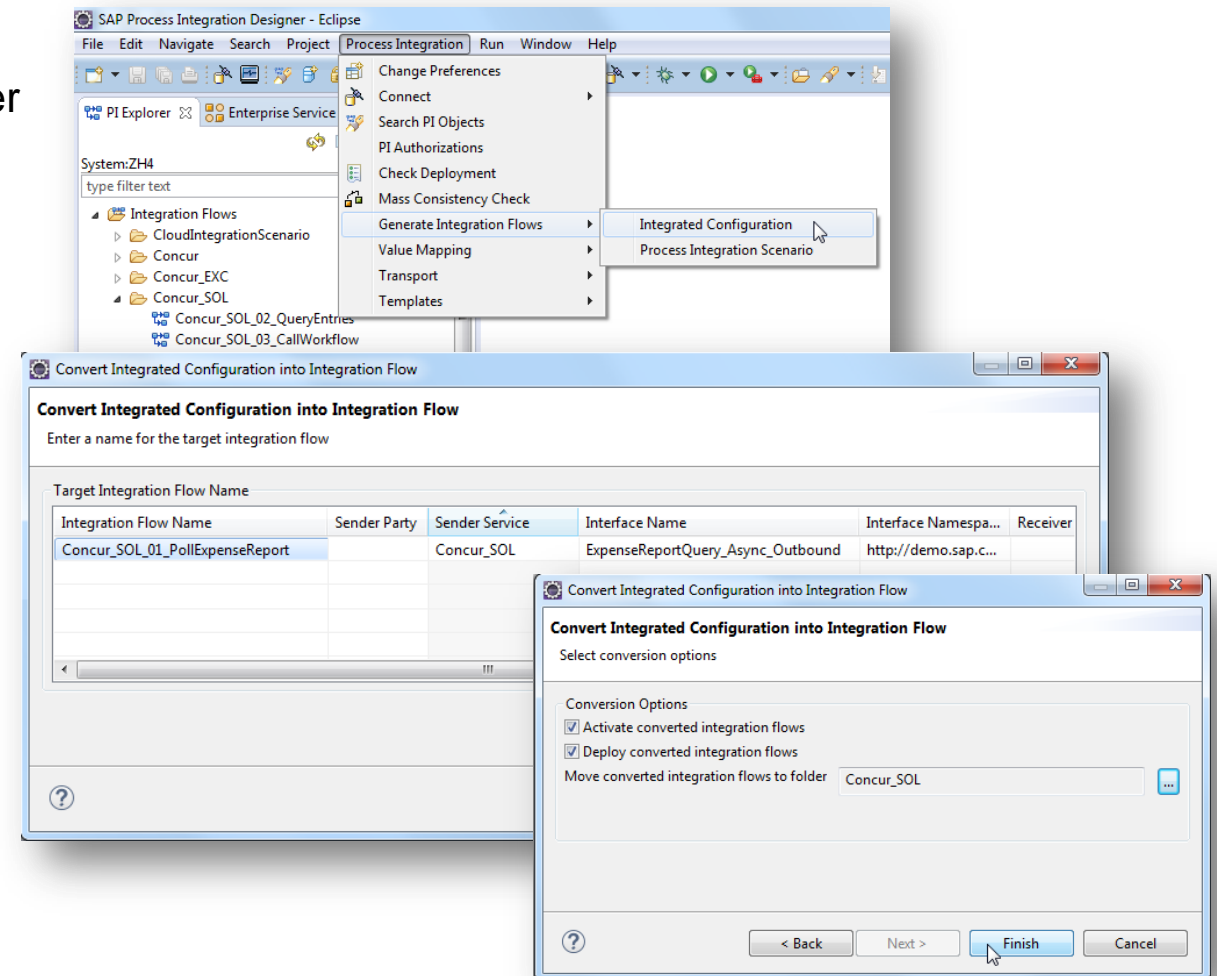 er
SAP Process Integration Designer - Eclipse
File Edit Navigate Search Project Process Integration Run Window Help
Change Preferences
Connect
Search PI Objects
PI Authorizations
Check Deployment
Mass Consistency Check
Generate Integration Flows
Value Mapping
Transport
Templates
Integrated Configuration
Process Integration Scenario
PI Explorer Enterprise Service
System:ZH4
type filter text
Integration Flows
CloudIntegrationScenario
Concur
Concur_EXC
Concur_SOL
Concur_SOL_02_QueryEntries
Concur_SOL_03_CallWorkflow
Convert Integrated Configuration into Integration Flow
Convert Integrated Configuration into Integration Flow
Enter a name for the target integration flow
Target Integration Flow Name
Integration Flow Name Sender Party Sender Service Interface Name Interface Namespa... Receiver
Concur_SOL_01_PollExpenseReport Concur_SOL ExpenseReportQuery_Async_Outbound http://demo.sap.c...
?
Convert Integrated Configuration into Integration Flow
Convert Integrated Configuration into Integration Flow
Select conversion options
Conversion Options
Activate converted integration flows
Deploy converted integration flows
Move converted integration flows to folder Concur_SOL ...
? < Back Next > Finish Cancel